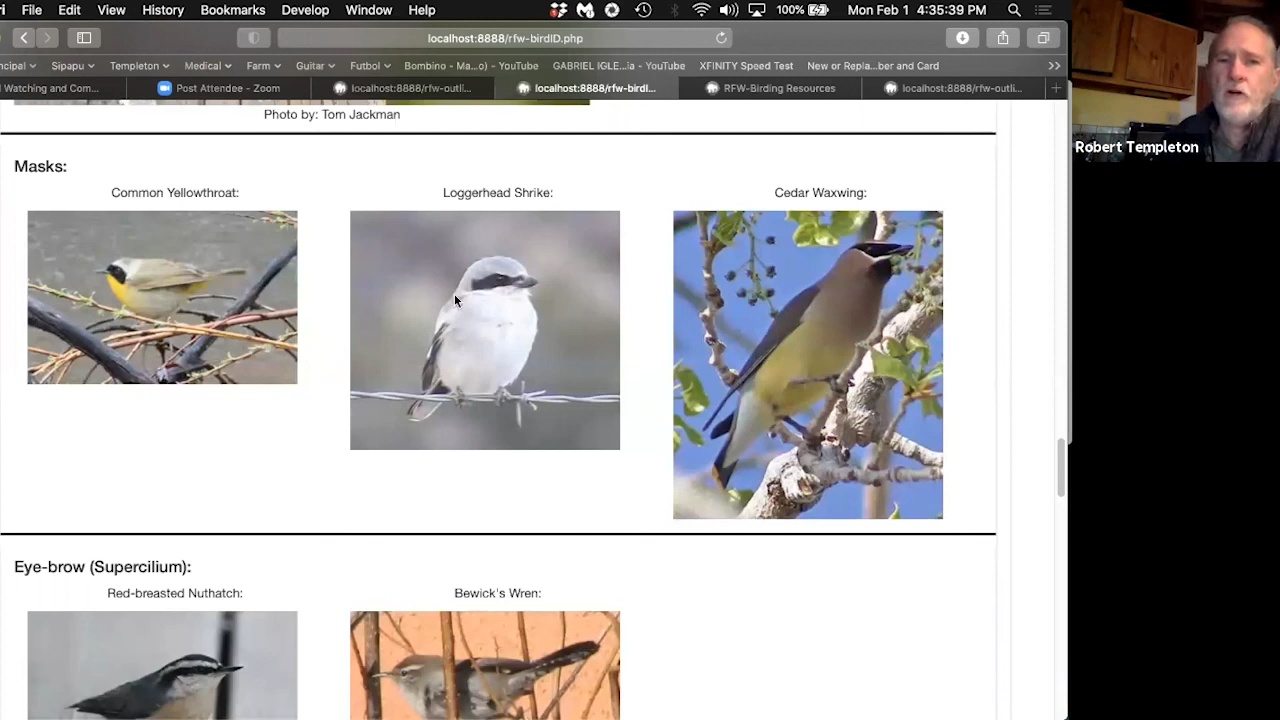 File Edit View History Bookmarks Develop Window Help 100% Mon Feb 1 4:35:39 PM
localhost:8888/rfw-birdID.php
Sipapu Templeton Medical Farm Guitar Futbol Bombino - Ma...o) – YouTube GABRIEL IGLE...ia - YouTube XFINITY Speed Test New or Repla...ber and Card
Watching and Com... Post Attendee - Zoom localhost:8888/rfw-outli... localhost:8888/rfw-birdI... RFW-Birding Resources localhost:8888/rfw-outli...
Photo by: Tom Jackman
Robert Templeton
Masks:
Common Yellowthroat: Loggerhead Shrike: Cedar Waxwing:
Eye-brow (Supercilium):
Red-breasted Nuthatch: Bewick's Wren: